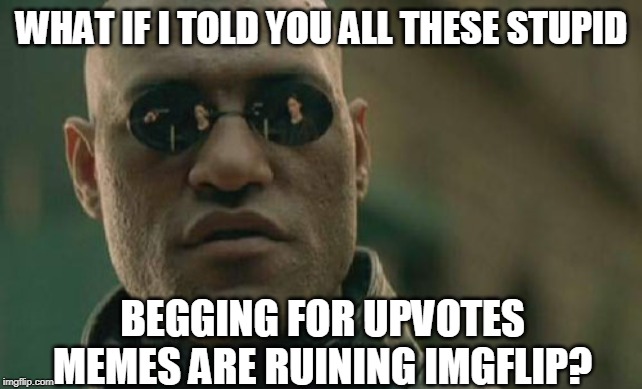 WHAT IF I TOLD YOU ALL THESE STUPID
BEGGING FOR UPVOTES
MEMES ARE RUINING IMGFLIP?
imgflip.com